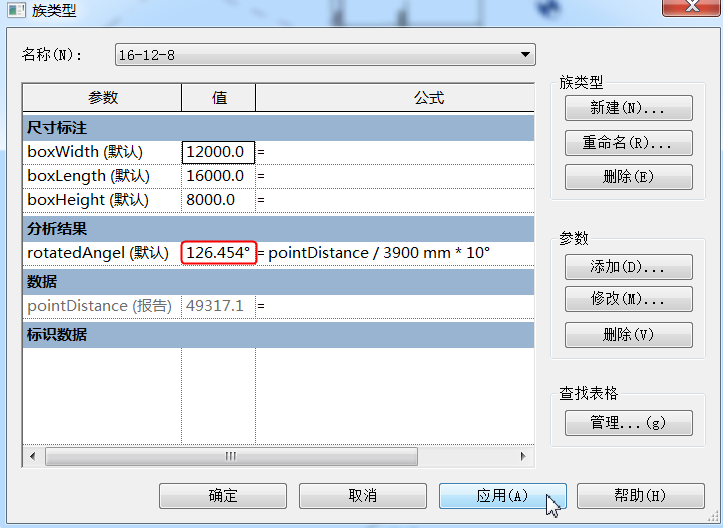 族类型
名称(N):
16-12-8
参数 值 公式
尺寸标注
boxWidth (默认) 12000.0 =
boxLength (默认) 16000.0 =
boxHeight (默认) 8000.0 =
分析结果
rotatedAngel (默认) 126.454° = pointDistance / 3900 mm * 10°
数据
pointDistance (报告) 49317.1 =
标识数据
族类型
新建(N)...
重命名(R)...
删除(E)
参数
添加(D)...
修改(M)...
删除(V)
查找表格
管理...(g)
确定 取消 应用(A) 帮助(H)